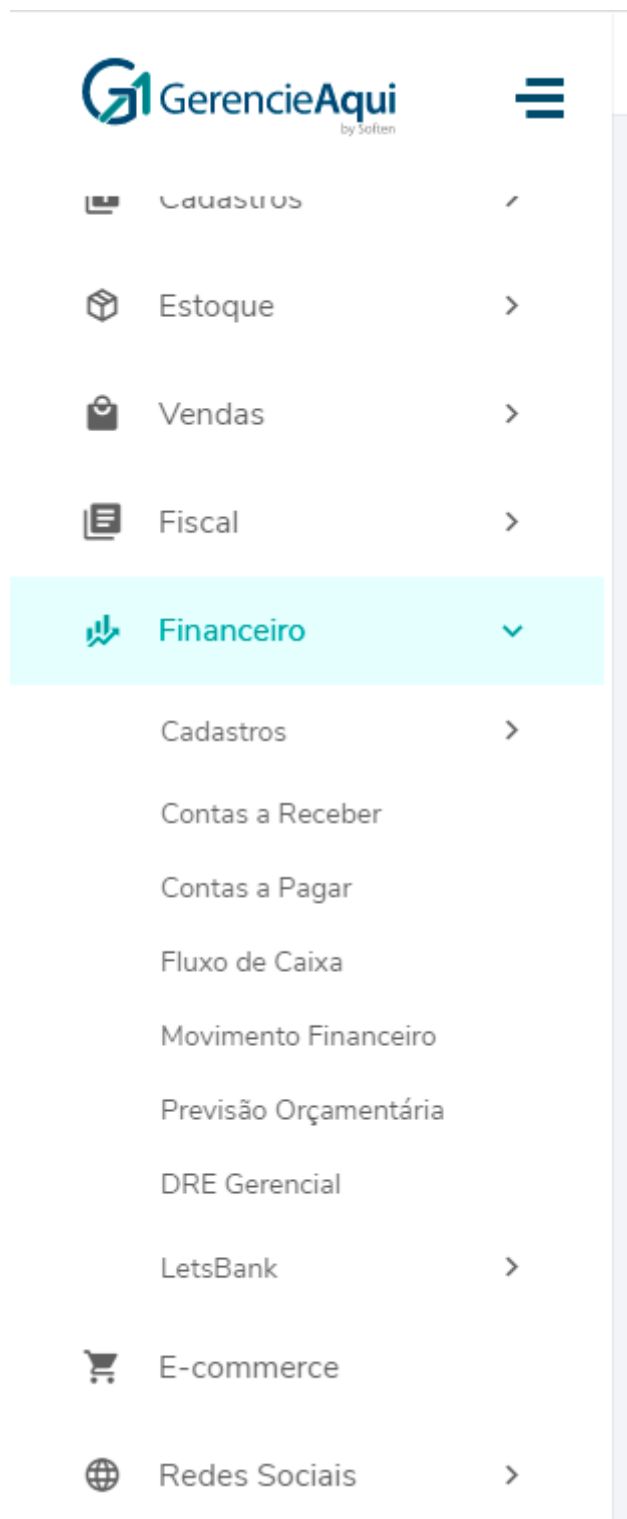 GerencieAqui
by Soften
Cadastros
Estoque
Vendas
Fiscal
Financeiro
Cadastros
Contas a Receber
Contas a Pagar
Fluxo de Caixa
Movimento Financeiro
Previsão Orçamentária
DRE Gerencial
LetsBank
E-commerce
Redes Sociais